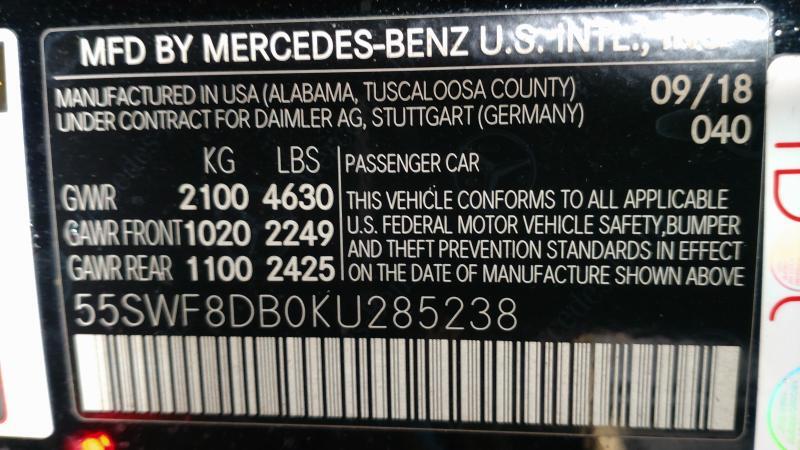 MFD BY MERCEDES-BENZ U.S. INTL., INC.
MANUFACTURED IN USA (ALABAMA, TUSCALOOSA COUNTY) 09/18
UNDER CONTRACT FOR DAIMLER AG, STUTTGART (GERMANY) 040
KG LBS PASSENGER CAR
GVWR 2100 4630 THIS VEHICLE CONFORMS TO ALL APPLICABLE
GAWR FRONT 1020 2249 U.S. FEDERAL MOTOR VEHICLE SAFETY,BUMPER
GAWR REAR 1100 2425 AND THEFT PREVENTION STANDARDS IN EFFECT
ON THE DATE OF MANUFACTURE SHOWN ABOVE
55SWF8DB0KU285238